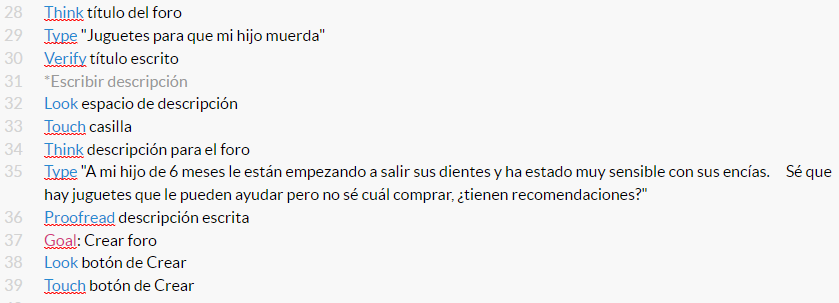 28 Think título del foro
29 Type "Juguetes para que mi hijo muerda"
30 Verify título escrito
31 *Escribir descripción
32 Look espacio de descripción
33 Touch casilla
34 Think descripción para el foro
35 Type "A mi hijo de 6 meses le están empezando a salir sus dientes y ha estado muy sensible con sus encías. Sé que
hay juguetes que le pueden ayudar pero no sé cuál comprar, ¿tienen recomendaciones?"
36 Proofread descripción escrita
37 Goal: Crear foro
38 Look botón de Crear
39 Touch botón de Crear